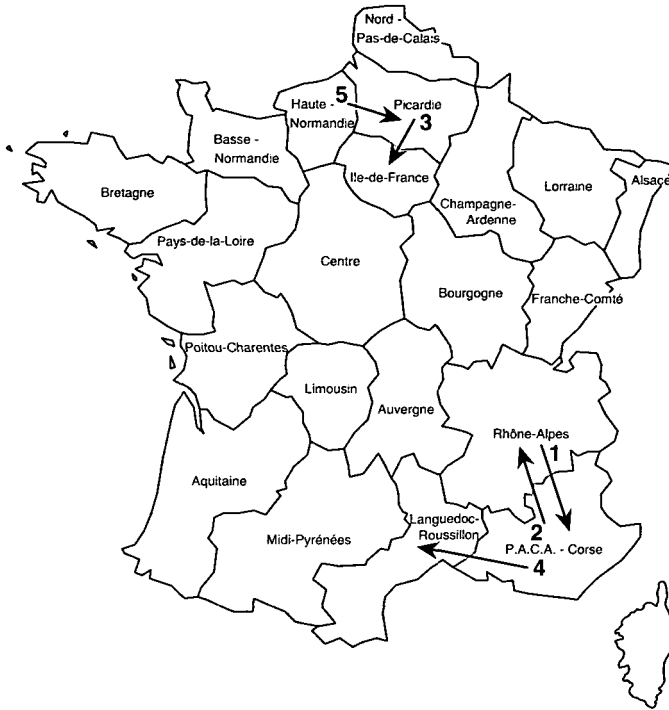 Nord -
Pas-de-Calais
Haute -
Normandie
5
Picardie
3
Basse -
Normandie
Ile-de-France
Lorraine
Alsace
Bretagne
Champagne-
Ardenne
Pays-de-la-Loire
Centre
Bourgogne
Franche-Comté
Poitou-Charentes
Limousin
Auvergne
Rhône-Alpes
1
Aquitaine
Languedoc-
Roussillon
2
Midi-Pyrénées
P.A.C.A. - Corse
4